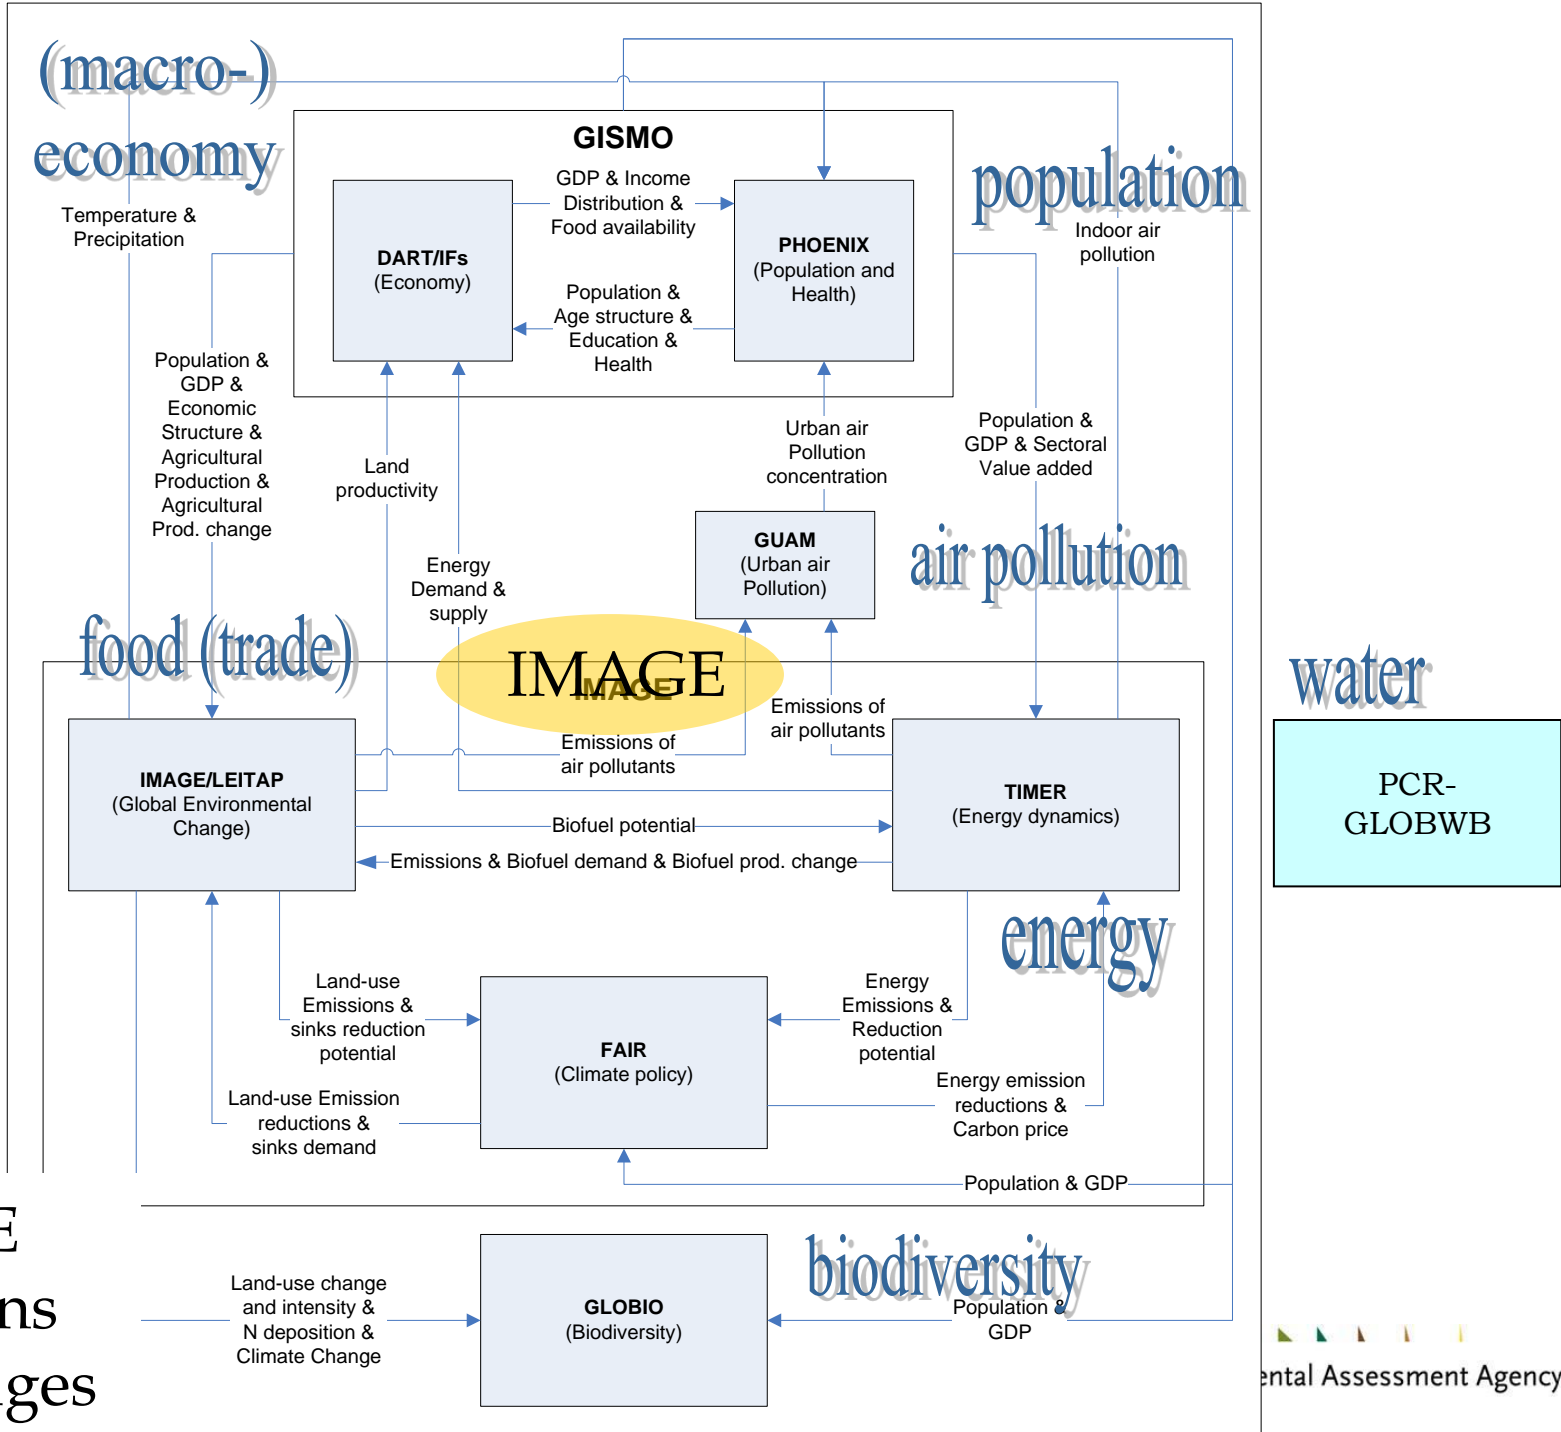 (macro-)
economy
GISMO
population
Temperature &
Precipitation
GDP & Income
Distribution &
Food availability
DART/IFs
(Economy)
PHOENIX
(Population and
Health)
Indoor air
pollution
Population &
Age structure &
Education &
Health
Population &
GDP &
Economic
Structure &
Agricultural
Production &
Agricultural
Prod. change
Land
productivity
Urban air
Pollution
concentration
Population &
GDP & Sectoral
Value added
Energy
Demand &
supply
GUAM
(Urban air
Pollution)
air pollution
food (trade)
IMAGE
IMAGE
water
Emissions of
air pollutants
Emissions of
air pollutants
IMAGE/LEITAP
(Global Environmental
Change)
TIMER
(Energy dynamics)
PCR-
GLOBWB
Biofuel potential
Emissions & Biofuel demand & Biofuel prod. change
energy
Land-use
Emissions &
sinks reduction
potential
Energy
Emissions &
Reduction
potential
FAIR
(Climate policy)
Land-use Emission
reductions &
sinks demand
Energy emission
reductions &
Carbon price
Population & GDP
E
ns
ges
biodiversity
Land-use change
and intensity &
N deposition &
Climate Change
GLOBIO
(Biodiversity)
Population &
GDP
ental Assessment Agency